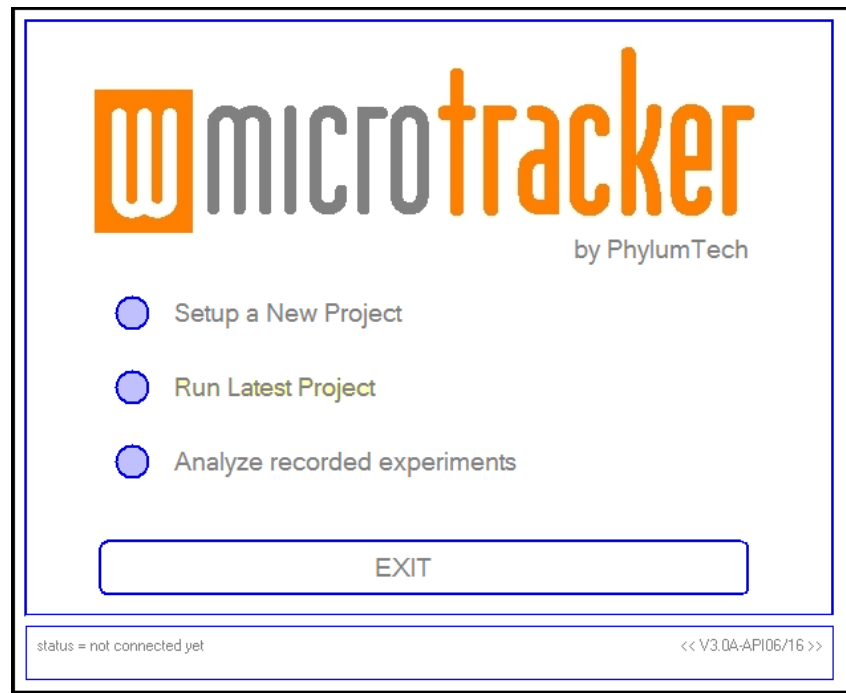 wmicrotracker
by PhylumTech
Setup a New Project
Run Latest Project
Analyze recorded experiments
EXIT
status = not connected yet << V3.0A-API06/16 >>